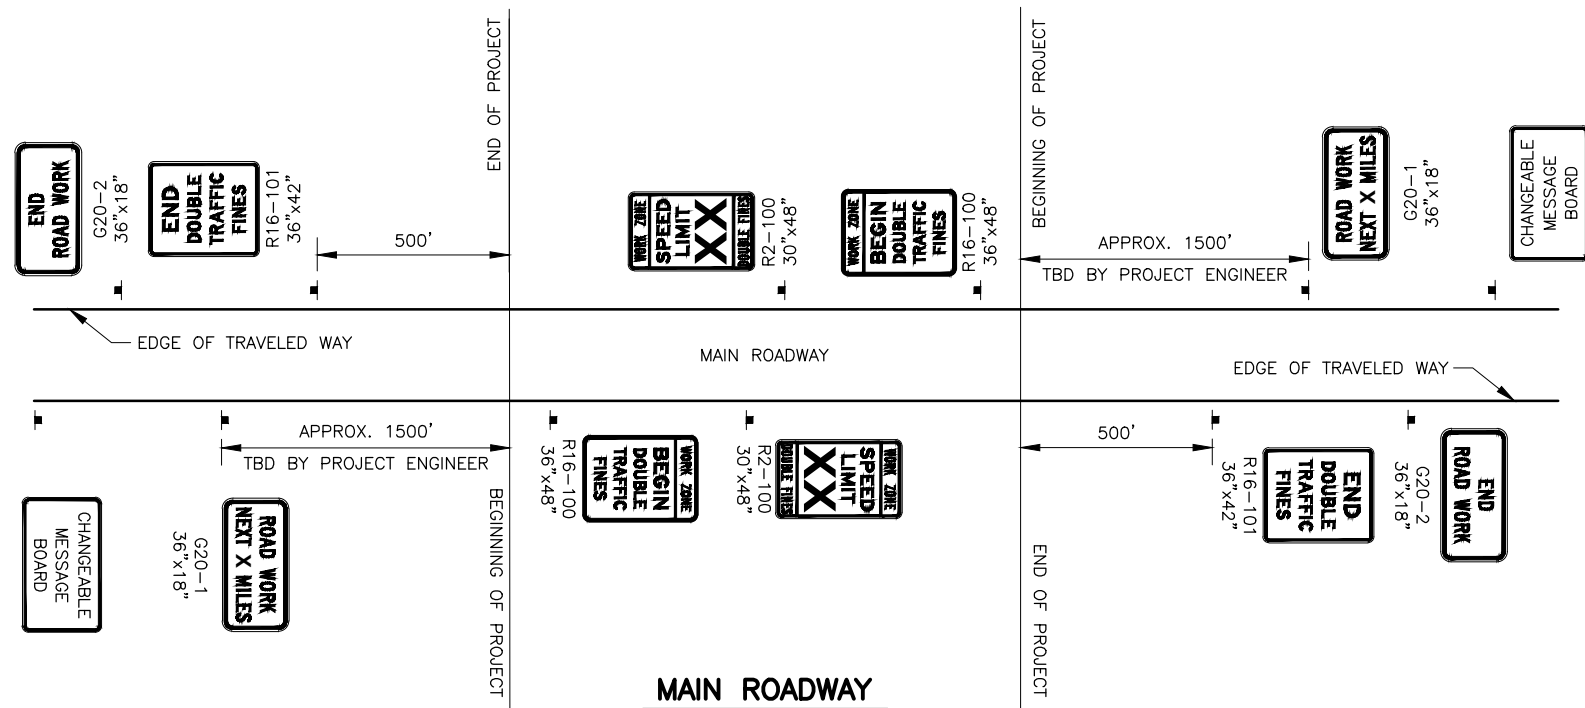 END
ROAD WORK
G20-2
36"x18"
END
DOUBLE
TRAFFIC
FINES
R16-101
36"x42"
500'
END OF PROJECT
WORK ZONE
SPEED
LIMIT
XX
DOUBLE FINES
R2-100
30"x48"
WORK ZONE
BEGIN
DOUBLE
TRAFFIC
FINES
R16-100
36"x48"
BEGINNING OF PROJECT
APPROX. 1500'
TBD BY PROJECT ENGINEER
ROAD WORK
NEXT X MILES
G20-1
36"x18"
CHANGEABLE
MESSAGE
BOARD
EDGE OF TRAVELED WAY
MAIN ROADWAY
EDGE OF TRAVELED WAY
CHANGEABLE
MESSAGE
BOARD
G20-1
36"x18"
ROAD WORK
NEXT X MILES
APPROX. 1500'
TBD BY PROJECT ENGINEER
BEGINNING OF PROJECT
R16-100
36"x48"
WORK ZONE
BEGIN
DOUBLE
TRAFFIC
FINES
R2-100
30"x48"
WORK ZONE
SPEED
LIMIT
XX
DOUBLE FINES
END OF PROJECT
500'
R16-101
36"x42"
END
DOUBLE
TRAFFIC
FINES
G20-2
36"x18"
END
ROAD WORK
MAIN ROADWAY